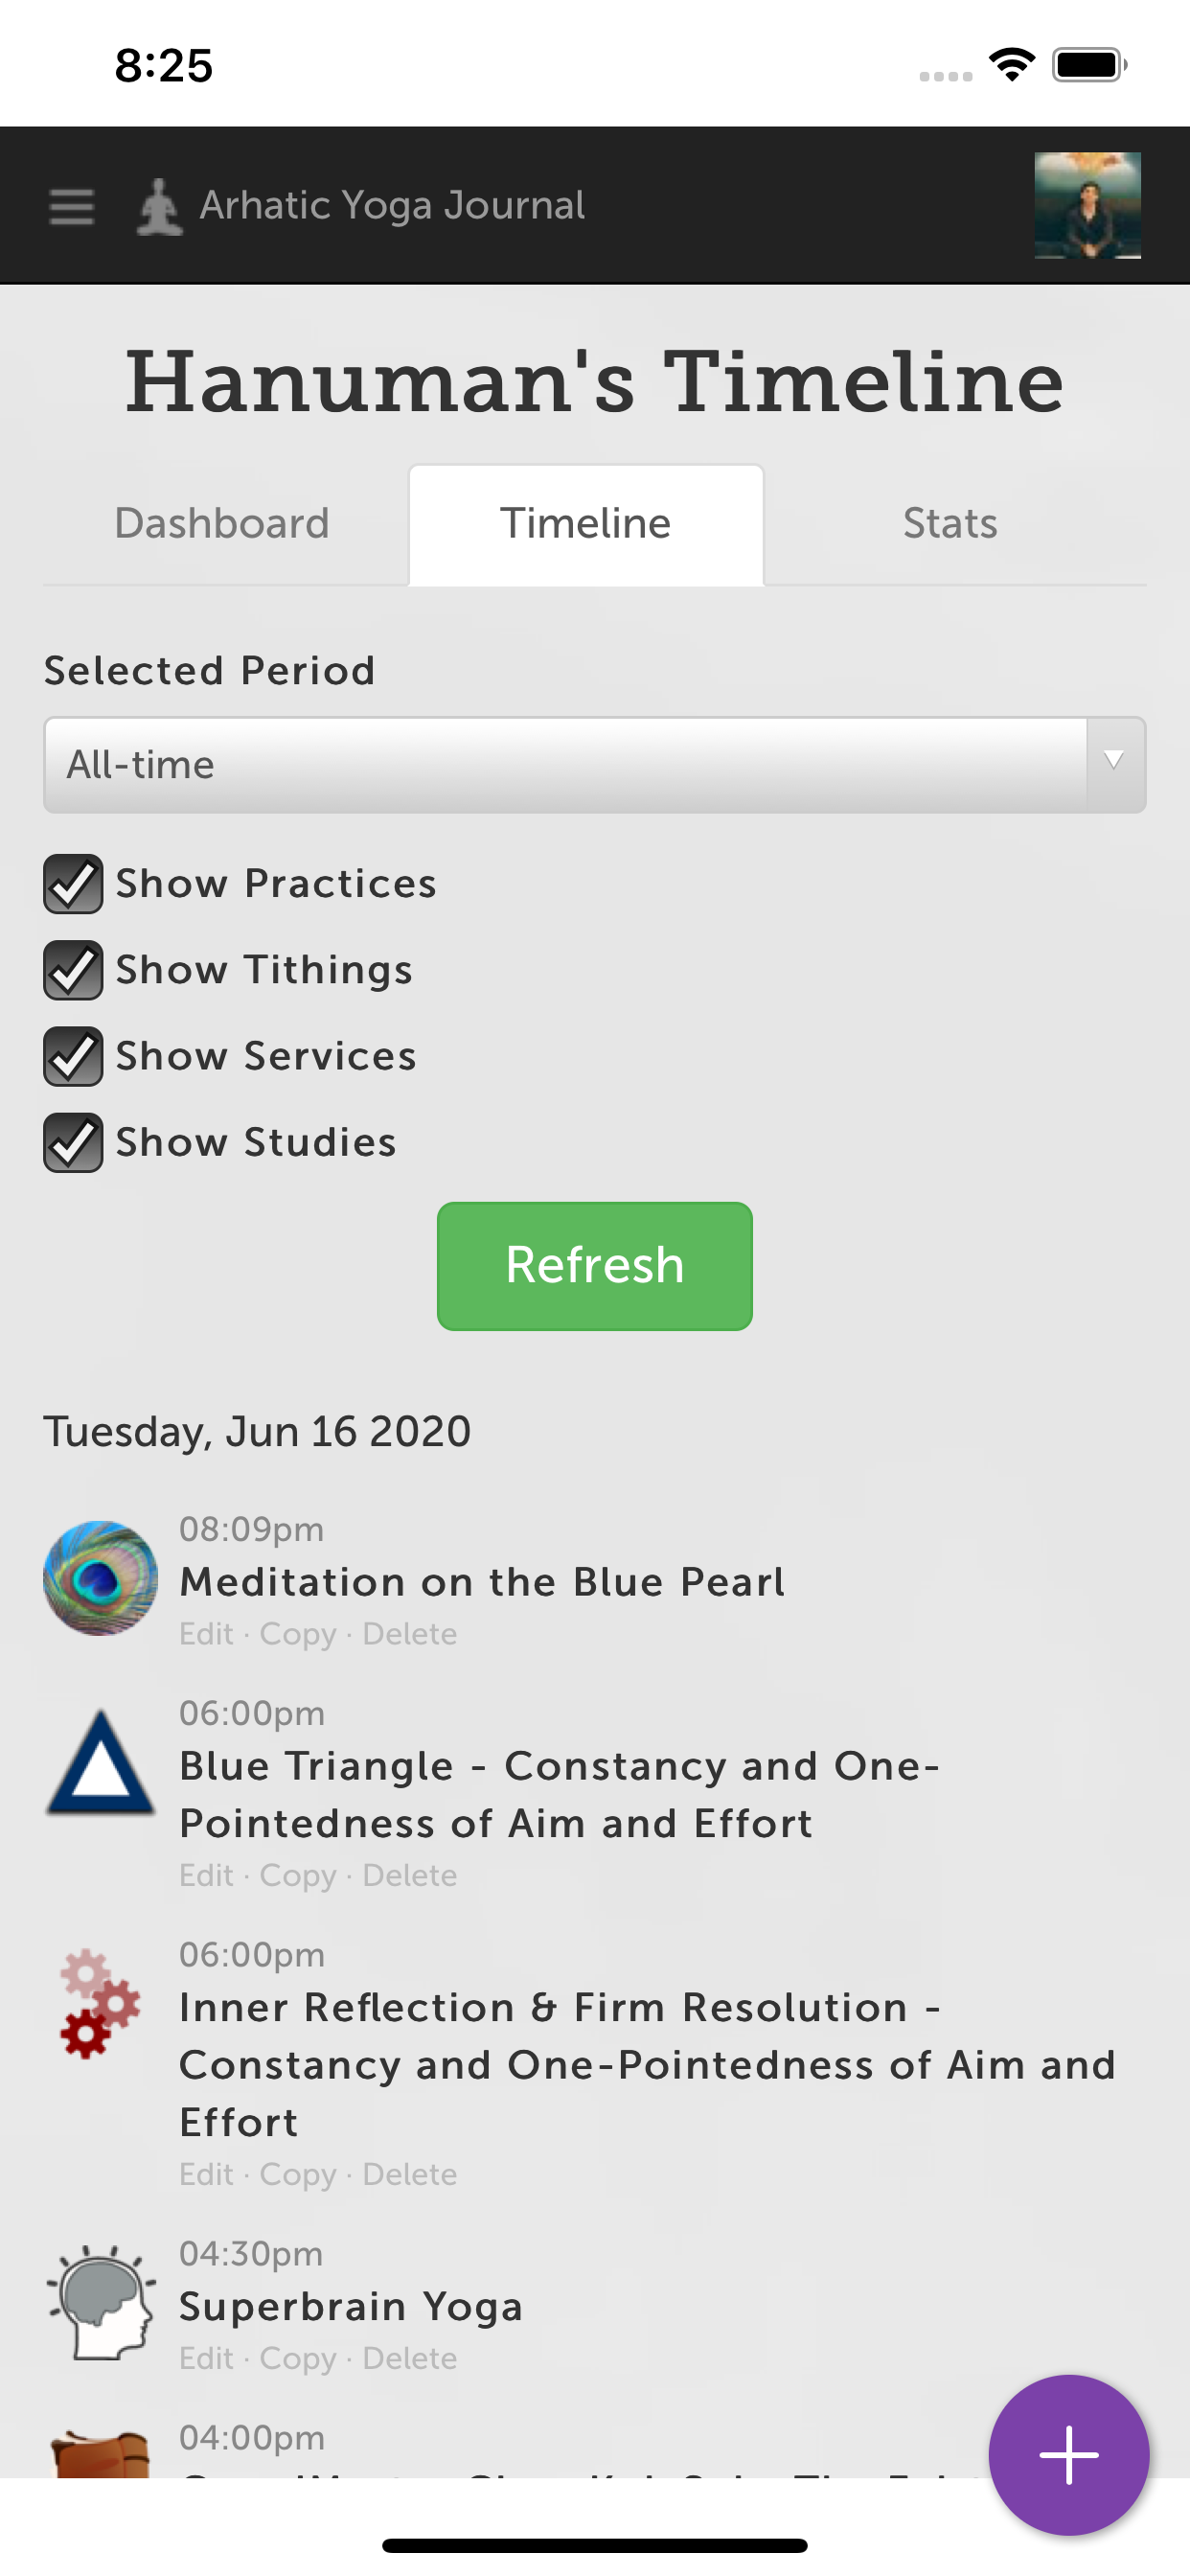 8:25
Arhatic Yoga Journal
Hanuman's Timeline
Dashboard
Timeline
Stats
Selected Period
All-time
Show Practices
Show Tithings
Show Services
Show Studies
Refresh
Tuesday, Jun 16 2020
08:09pm
Meditation on the Blue Pearl
Edit · Copy · Delete
06:00pm
Blue Triangle - Constancy and One-
Pointedness of Aim and Effort
Edit · Copy · Delete
06:00pm
Inner Reflection & Firm Resolution -
Constancy and One-Pointedness of Aim and
Effort
Edit · Copy · Delete
04:30pm
Superbrain Yoga
Edit · Copy · Delete
04:00pm